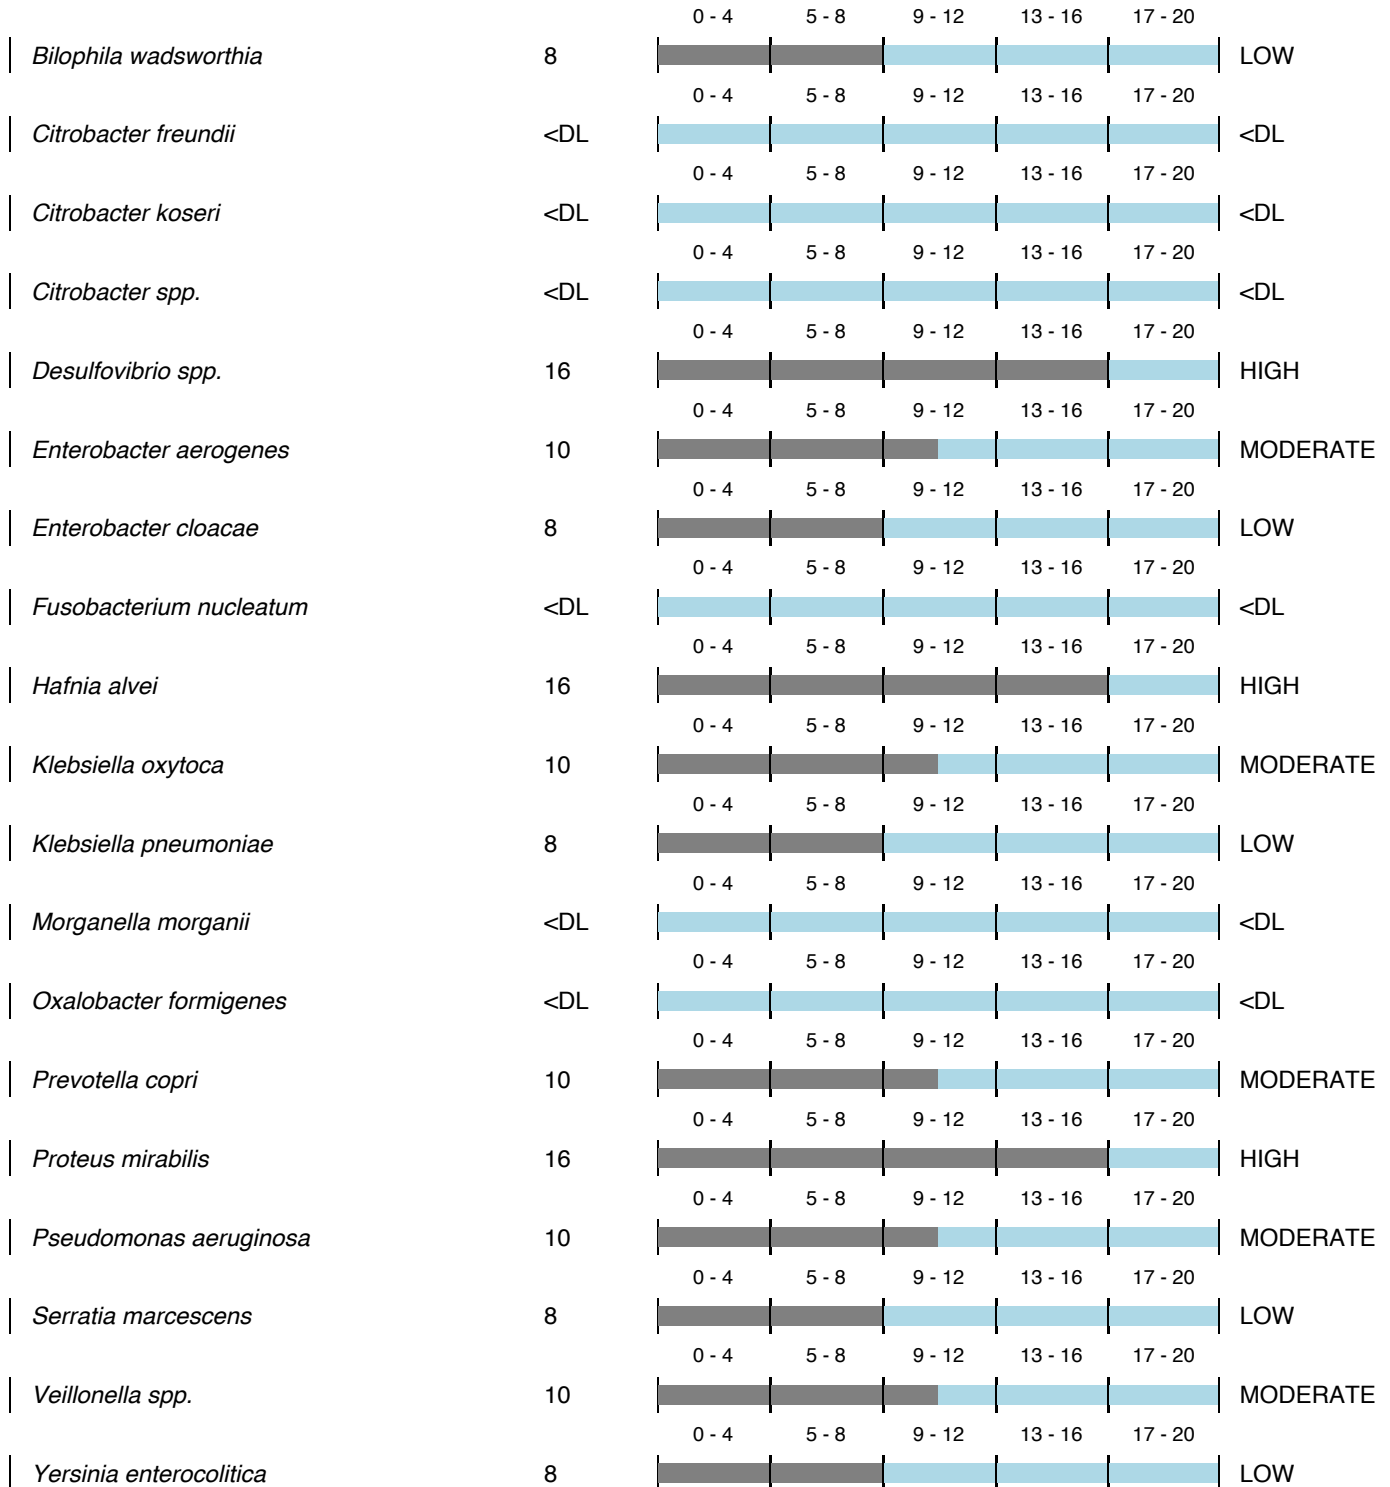 0 - 4 5 - 8 9 - 12 13 - 16 17 - 20
Bilophila wadsworthia 8 LOW
0 - 4 5 - 8 9 - 12 13 - 16 17 - 20
Citrobacter freundii <DL <DL
0 - 4 5 - 8 9 - 12 13 - 16 17 - 20
Citrobacter koseri <DL <DL
0 - 4 5 - 8 9 - 12 13 - 16 17 - 20
Citrobacter spp. <DL <DL
0 - 4 5 - 8 9 - 12 13 - 16 17 - 20
Desulfovibrio spp. 16 HIGH
0 - 4 5 - 8 9 - 12 13 - 16 17 - 20
Enterobacter aerogenes 10 MODERATE
0 - 4 5 - 8 9 - 12 13 - 16 17 - 20
Enterobacter cloacae 8 LOW
0 - 4 5 - 8 9 - 12 13 - 16 17 - 20
Fusobacterium nucleatum <DL <DL
0 - 4 5 - 8 9 - 12 13 - 16 17 - 20
Hafnia alvei 16 HIGH
0 - 4 5 - 8 9 - 12 13 - 16 17 - 20
Klebsiella oxytoca 10 MODERATE
0 - 4 5 - 8 9 - 12 13 - 16 17 - 20
Klebsiella pneumoniae 8 LOW
0 - 4 5 - 8 9 - 12 13 - 16 17 - 20
Morganella morganii <DL <DL
0 - 4 5 - 8 9 - 12 13 - 16 17 - 20
Oxalobacter formigenes <DL <DL
0 - 4 5 - 8 9 - 12 13 - 16 17 - 20
Prevotella copri 10 MODERATE
0 - 4 5 - 8 9 - 12 13 - 16 17 - 20
Proteus mirabilis 16 HIGH
0 - 4 5 - 8 9 - 12 13 - 16 17 - 20
Pseudomonas aeruginosa 10 MODERATE
0 - 4 5 - 8 9 - 12 13 - 16 17 - 20
Serratia marcescens 8 LOW
0 - 4 5 - 8 9 - 12 13 - 16 17 - 20
Veillonella spp. 10 MODERATE
0 - 4 5 - 8 9 - 12 13 - 16 17 - 20
Yersinia enterocolitica 8 LOW